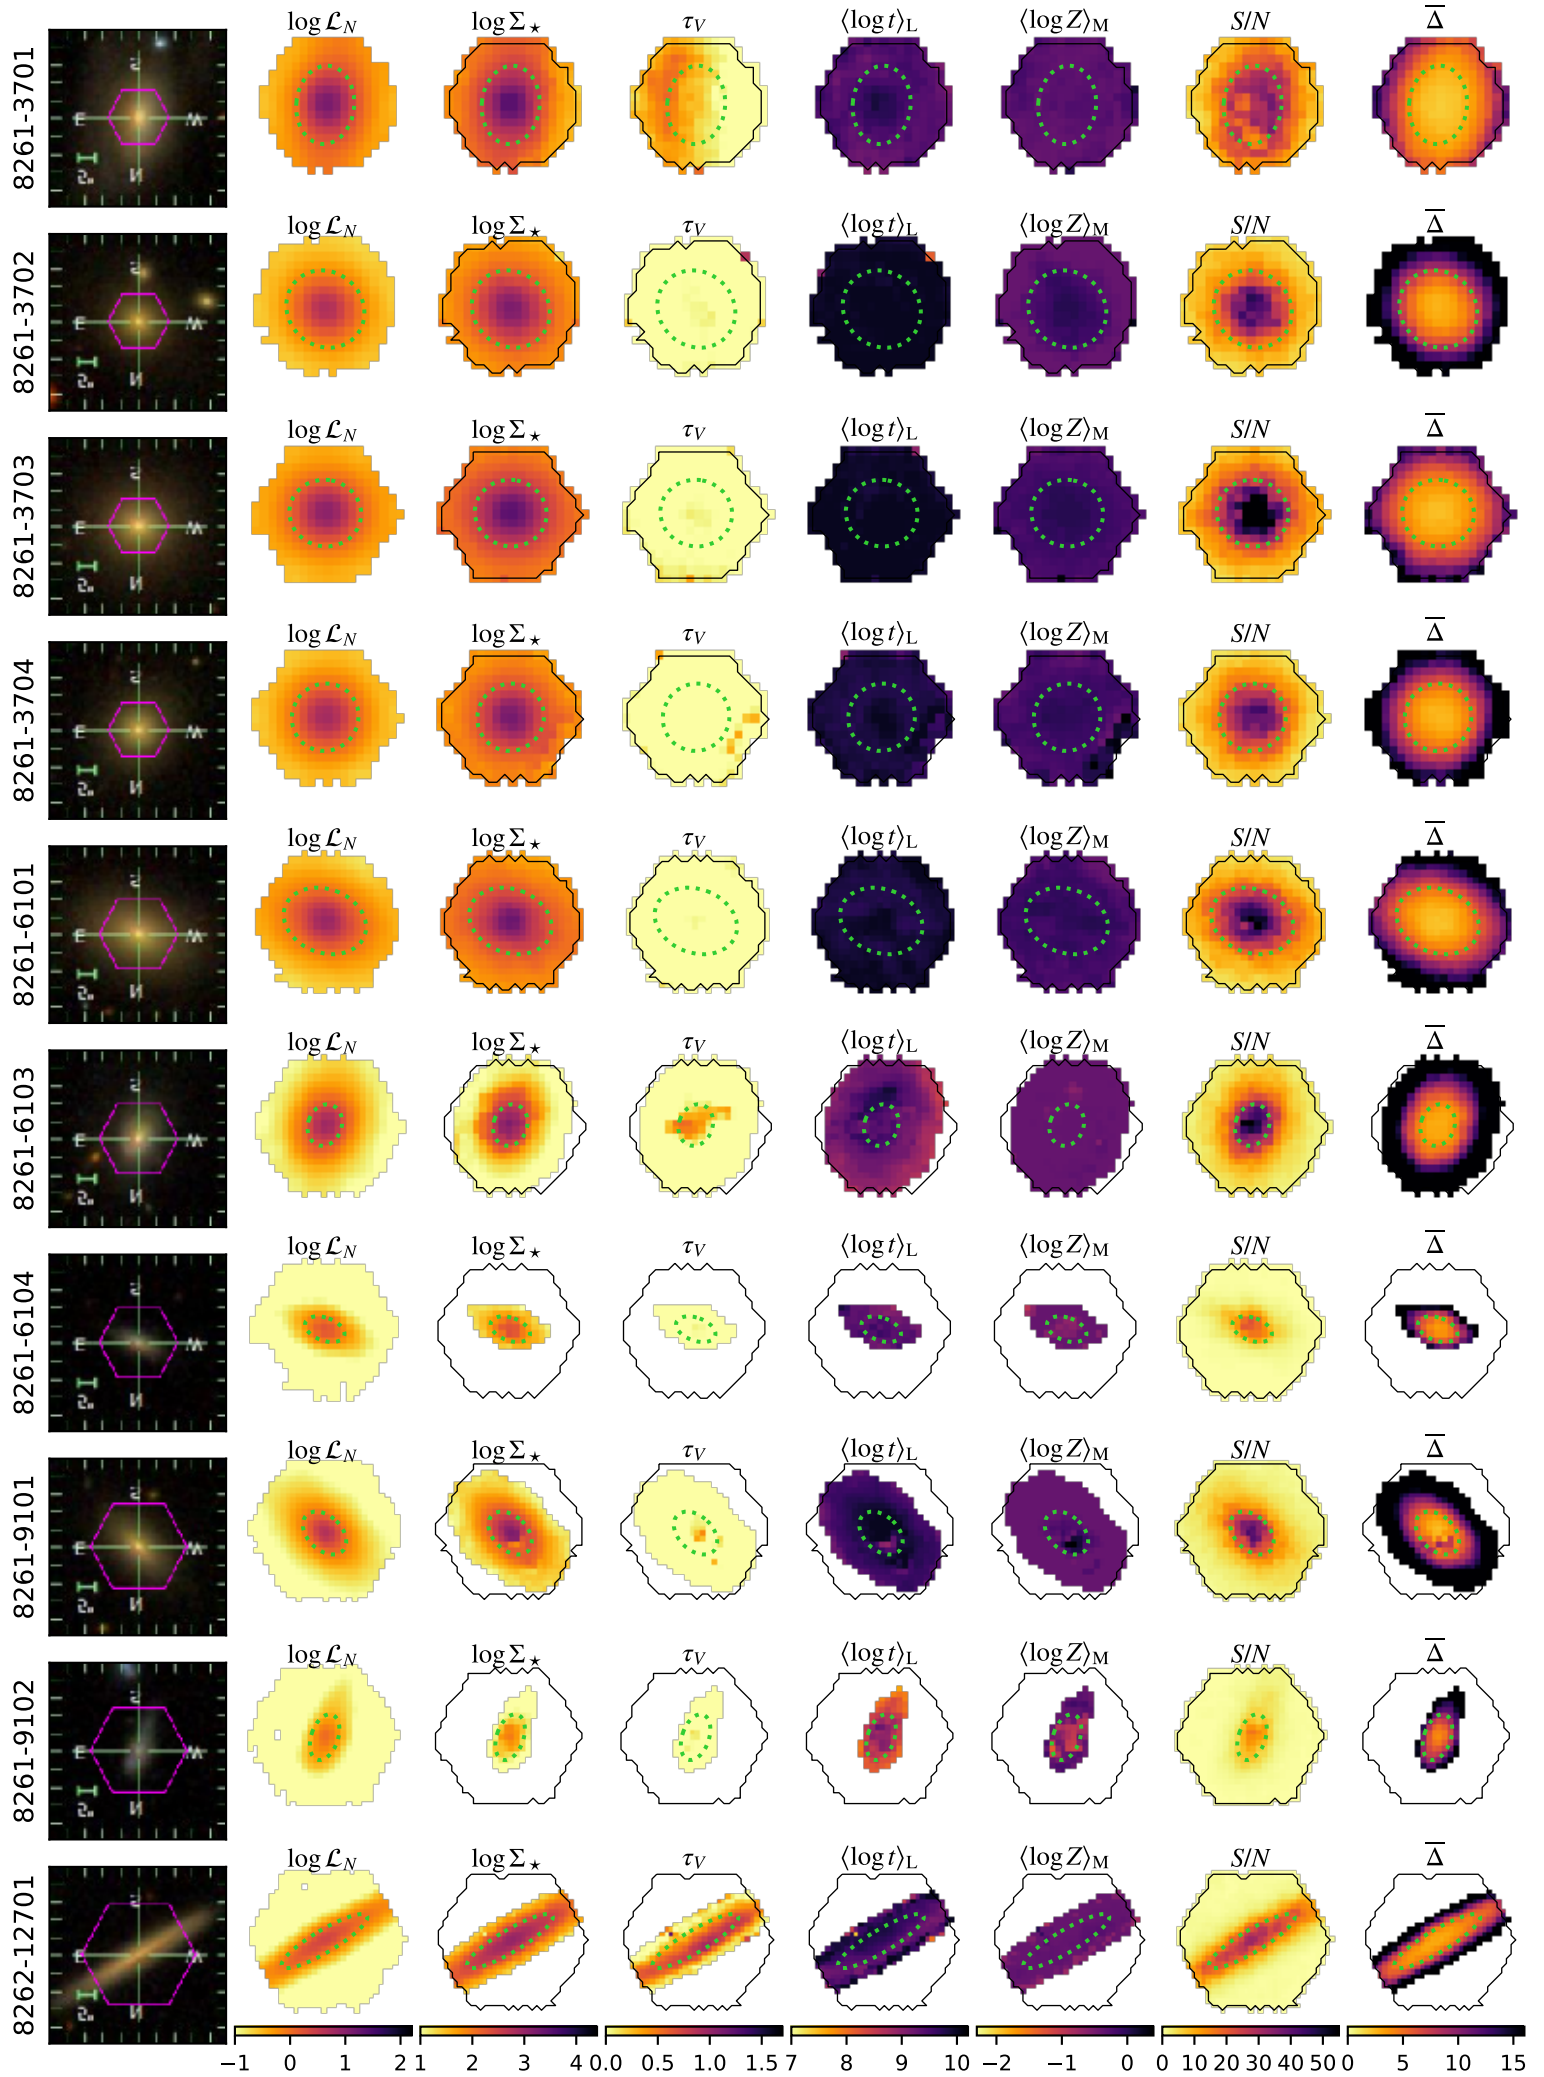 8261-3701
log ℒ_N log Σ⋆ τ_V ⟨log t⟩_L ⟨log Z⟩_M S/N Δ̅
8261-3702
log ℒ_N log Σ⋆ τ_V ⟨log t⟩_L ⟨log Z⟩_M S/N Δ̅
8261-3703
log ℒ_N log Σ⋆ τ_V ⟨log t⟩_L ⟨log Z⟩_M S/N Δ̅
8261-3704
log ℒ_N log Σ⋆ τ_V ⟨log t⟩_L ⟨log Z⟩_M S/N Δ̅
8261-6101
log ℒ_N log Σ⋆ τ_V ⟨log t⟩_L ⟨log Z⟩_M S/N Δ̅
8261-6103
log ℒ_N log Σ⋆ τ_V ⟨log t⟩_L ⟨log Z⟩_M S/N Δ̅
8261-6104
log ℒ_N log Σ⋆ τ_V ⟨log t⟩_L ⟨log Z⟩_M S/N Δ̅
8261-9101
log ℒ_N log Σ⋆ τ_V ⟨log t⟩_L ⟨log Z⟩_M S/N Δ̅
8261-9102
log ℒ_N log Σ⋆ τ_V ⟨log t⟩_L ⟨log Z⟩_M S/N Δ̅
8262-12701
log ℒ_N log Σ⋆ τ_V ⟨log t⟩_L ⟨log Z⟩_M S/N Δ̅
−1 0 1 2 1 2 3 4 0.0 0.5 1.0 1.5 7 8 9 10 −2 −1 0 0 10 20 30 40 50 0 5 10 15